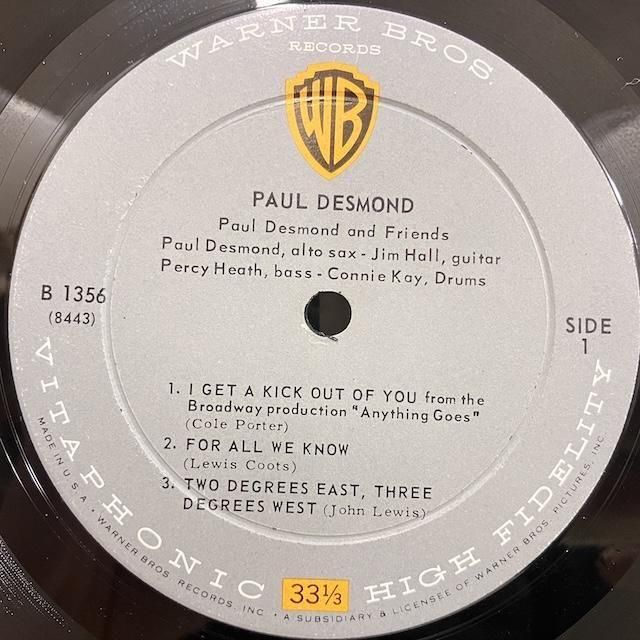 WARNER BROS
RECORDS
WB
PAUL DESMOND
Paul Desmond and Friends
Paul Desmond, alto sax - Jim Hall, guitar
Percy Heath, bass - Connie Kay, Drums
B 1356
(8443)
SIDE
1
1. I GET A KICK OUT OF YOU from the
Broadway production "Anything Goes"
(Cole Porter)
2. FOR ALL WE KNOW
(Lewis Coots)
3. TWO DEGREES EAST, THREE
DEGREES WEST (John Lewis)
VITAPHONIC HIGH FIDELITY
33⅓
MADE IN U.S.A. • WARNER BROS. RECORDS, INC. • A SUBSIDIARY & LICENSEE OF WARNER BROS. PICTURES, INC.